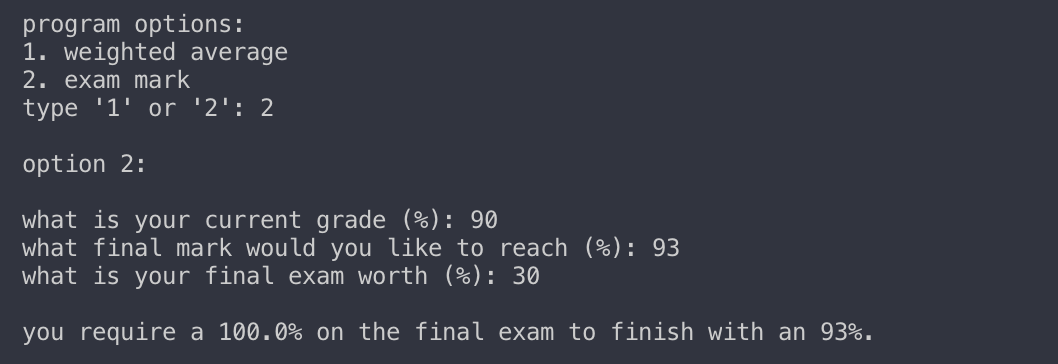 program options:
1. weighted average
2. exam mark
type '1' or '2': 2
option 2:
what is your current grade (%): 90
what final mark would you like to reach (%): 93
what is your final exam worth (%): 30
you require a 100.0% on the final exam to finish with an 93%.